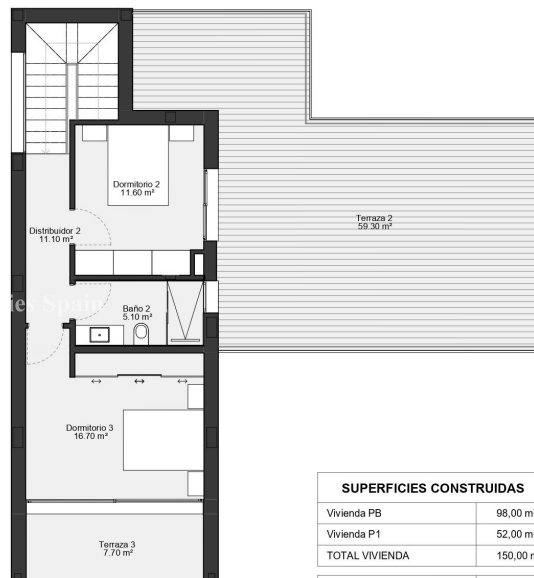 Dormitorio 2
11.60 m²
Terraza 2
59.30 m²
Distribuidor 2
11.10 m²
Baño 2
5.10 m²
Spain
Dormitorio 3
16.70 m²
Terraza 3
7.70 m²
SUPERFICIES CONSTRUIDAS
Vivienda PB 98,00 m
Vivienda P1 52,00 m
TOTAL VIVIENDA 150,00 m